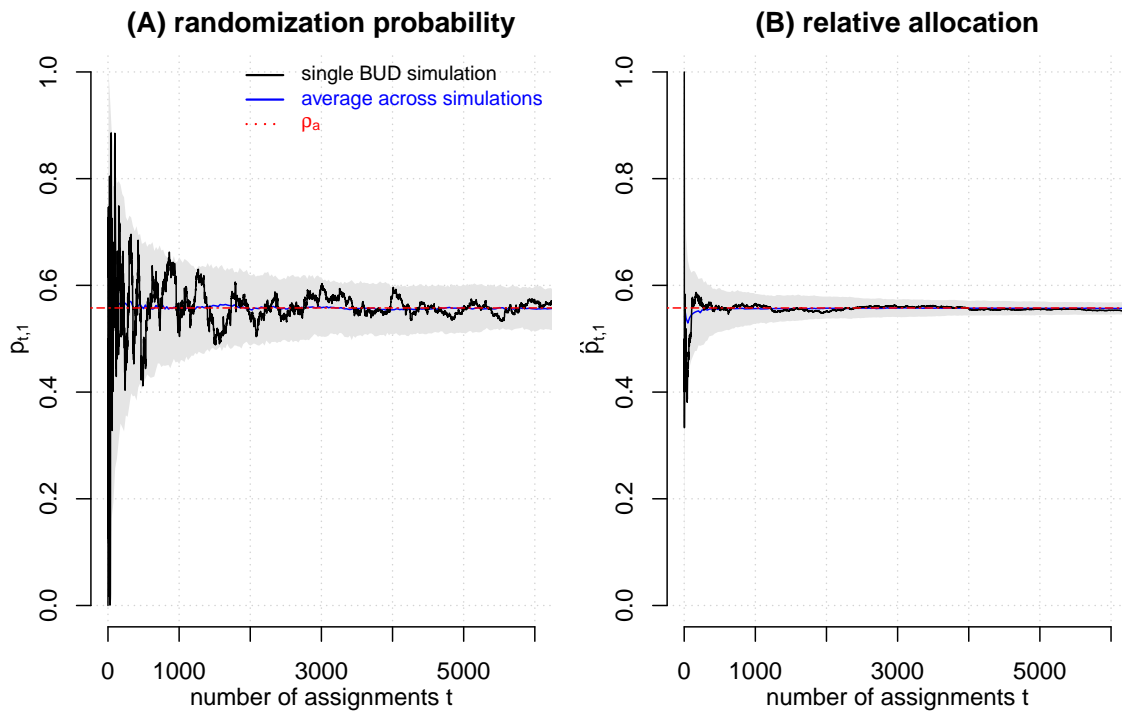 (A) randomization probability
single BUD simulation
average across simulations
ρₐ
1.0
0.8
0.6
0.4
0.2
0.0
p_{t,1}
0 1000 3000 5000
number of assignments t
(B) relative allocation
1.0
0.8
0.6
0.4
0.2
0.0
p̂_{t,1}
0 1000 3000 5000
number of assignments t